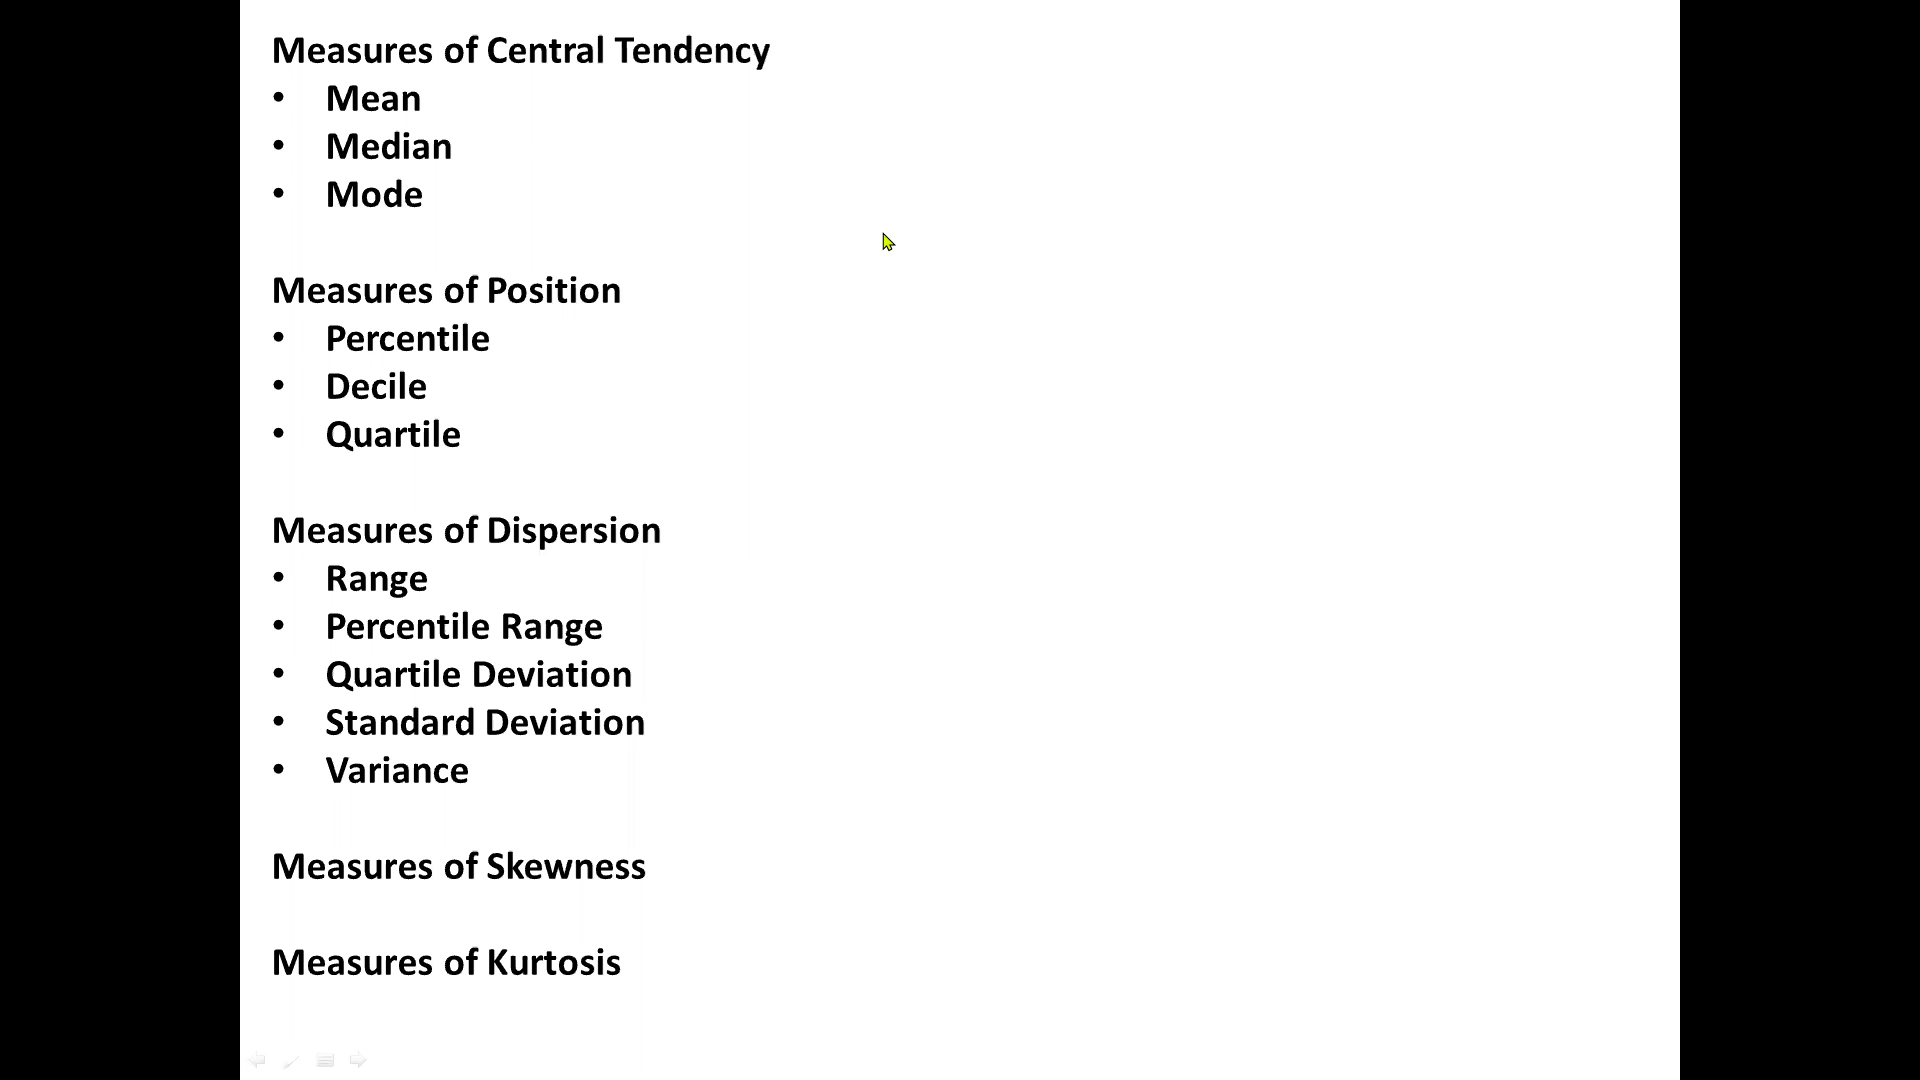 Measures of Central Tendency
• Mean
• Median
• Mode
Measures of Position
• Percentile
• Decile
• Quartile
Measures of Dispersion
• Range
• Percentile Range
• Quartile Deviation
• Standard Deviation
• Variance
Measures of Skewness
Measures of Kurtosis